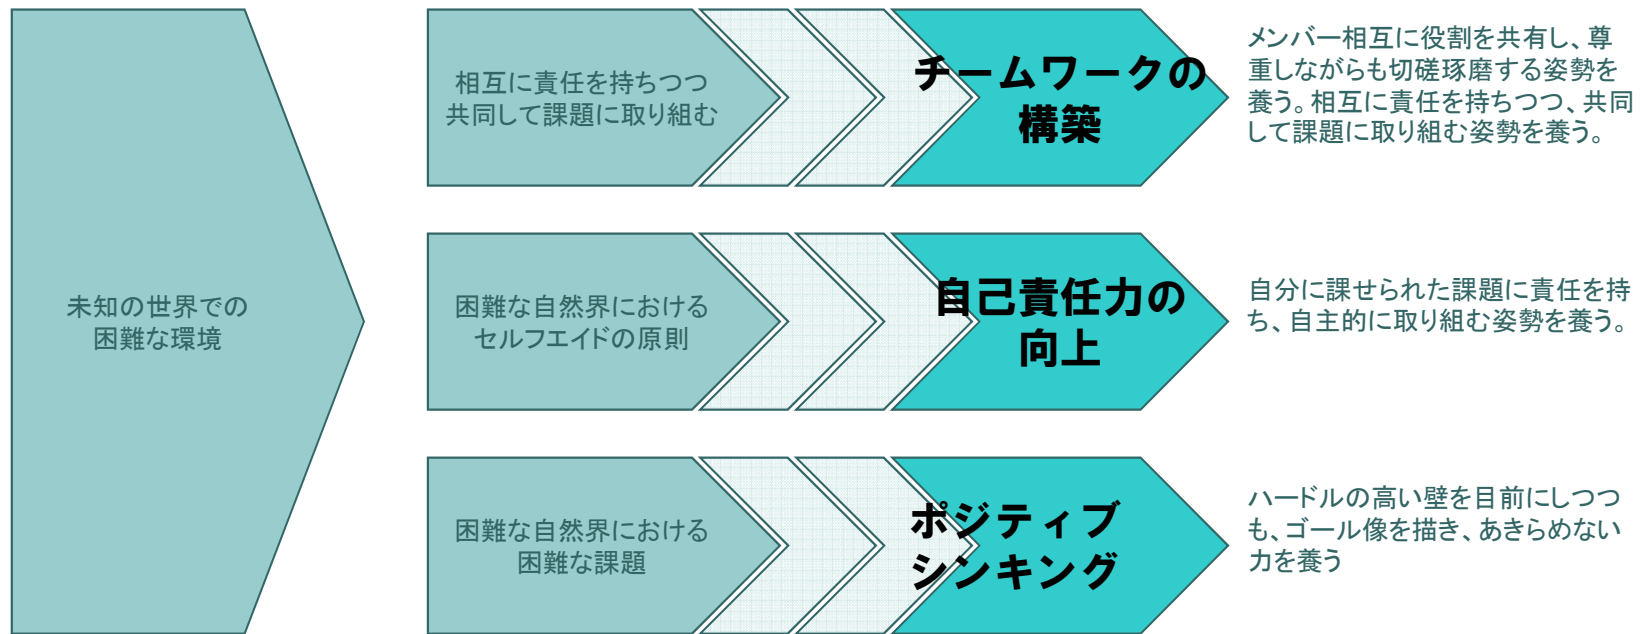 未知の世界での
困難な環境
相互に責任を持ちつつ
共同して課題に取り組む
チームワークの
構築
メンバー相互に役割を共有し、尊
重しながらも切磋琢磨する姿勢を
養う。相互に責任を持ちつつ、共同
して課題に取り組む姿勢を養う。
困難な自然界における
セルフエイドの原則
自己責任力の
向上
自分に課せられた課題に責任を持
ち、自主的に取り組む姿勢を養う。
困難な自然界における
困難な課題
ポジティブ
シンキング
ハードルの高い壁を目前にしつつ
も、ゴール像を描き、あきらめない
力を養う